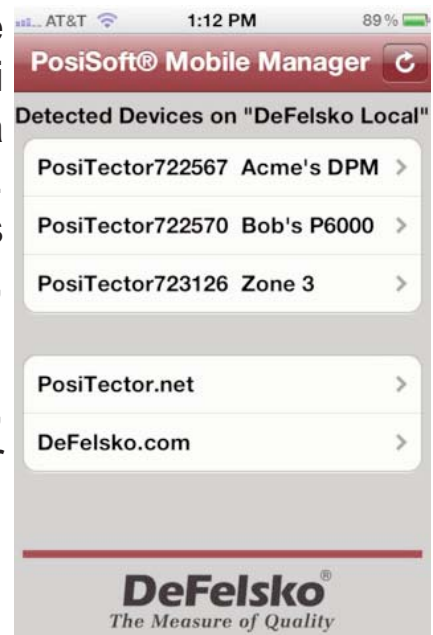 AT&T 1:12 PM 89%
PosiSoft® Mobile Manager
Detected Devices on "DeFelsko Local"
PosiTector722567 Acme's DPM
PosiTector722570 Bob's P6000
PosiTector723126 Zone 3
PosiTector.net
DeFelsko.com
DeFelsko®
The Measure of Quality